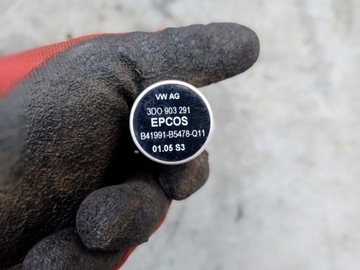 VW AG
3D0 903 291
EPCOS
B41991-B5478-Q11
01.05 S3